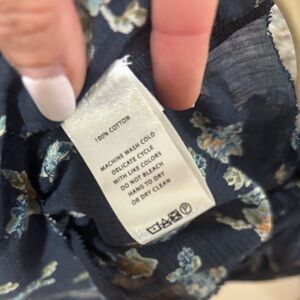 100% COTTON
MACHINE WASH COLD
DELICATE CYCLE
WITH LIKE COLORS
DO NOT BLEACH
HANG TO DRY
OR DRY CLEAN